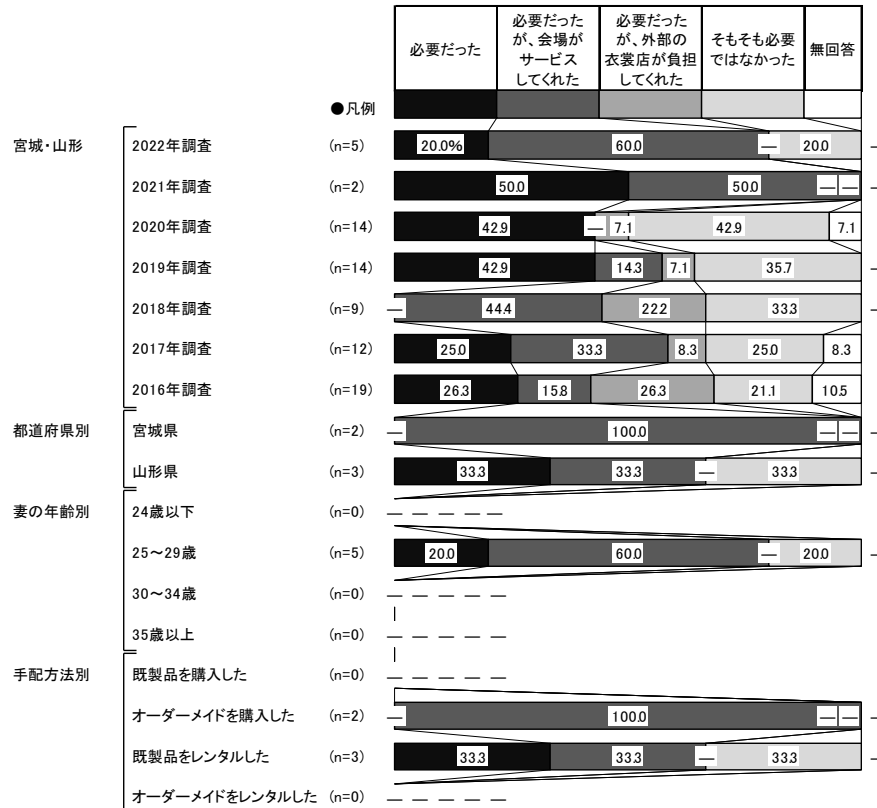 必要だった
必要だった
が、会場が
サービス
してくれた
必要だった
が、外部の
衣裳店が負担
してくれた
そもそも必要
ではなかった
無回答
●凡例
宮城・山形 2022年調査 (n=5) 20.0% 60.0 — 20.0 —
2021年調査 (n=2) 50.0 50.0 — — —
2020年調査 (n=14) 42.9 — 7.1 42.9 7.1
2019年調査 (n=14) 42.9 14.3 7.1 35.7 —
2018年調査 (n=9) — 44.4 22.2 33.3 —
2017年調査 (n=12) 25.0 33.3 8.3 25.0 8.3
2016年調査 (n=19) 26.3 15.8 26.3 21.1 10.5
都道府県別 宮城県 (n=2) — 100.0 — — —
山形県 (n=3) 33.3 33.3 — 33.3 —
妻の年齢別 24歳以下 (n=0) — — — — —
25～29歳 (n=5) 20.0 60.0 — 20.0 —
30～34歳 (n=0) — — — — —
35歳以上 (n=0) — — — — —
手配方法別 既製品を購入した (n=0) — — — — —
オーダーメイドを購入した (n=2) — 100.0 — — —
既製品をレンタルした (n=3) 33.3 33.3 — 33.3 —
オーダーメイドをレンタルした (n=0) — — — — —